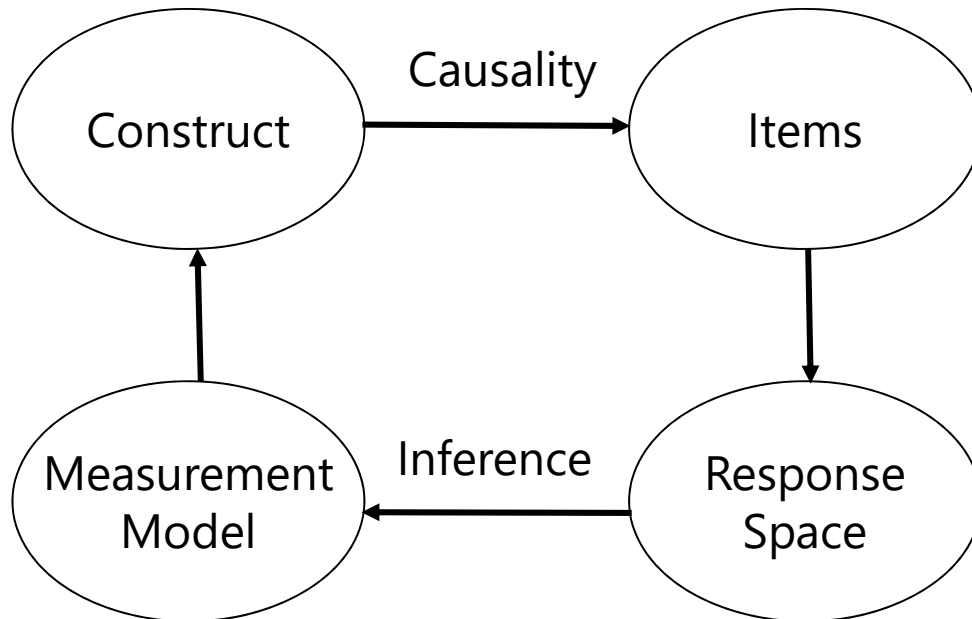 Causality
Construct
Items
Measurement
Model
Inference
Response
Space